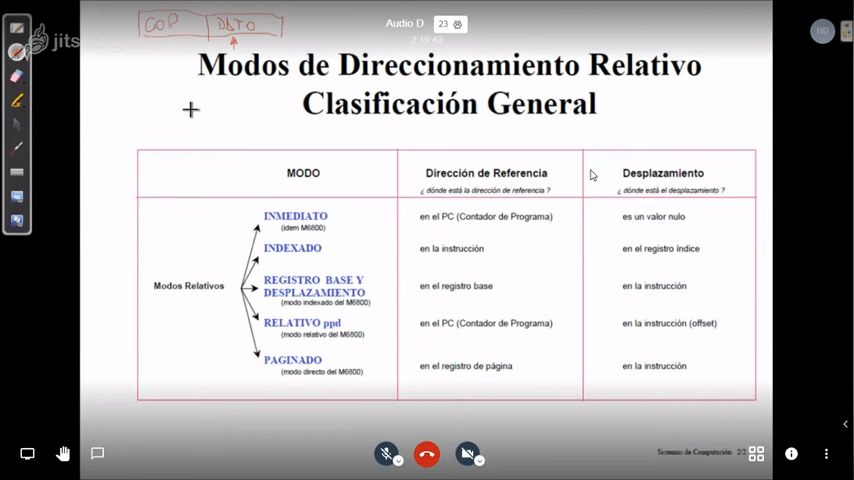 COP DATO
jits
Audio D
23
2:19:43
HD
Modos de Direccionamiento Relativo
Clasificación General
MODO Dirección de Referencia Desplazamiento
¿ dónde está la dirección de referencia ? ¿ dónde está el desplazamiento ?
Modos Relativos
INMEDIATO en el PC (Contador de Programa) es un valor nulo
(idem M6800)
INDEXADO en la instrucción en el registro índice
REGISTRO BASE Y
DESPLAZAMIENTO en el registro base en la instrucción
(modo indexado del M6800)
RELATIVO ppd en el PC (Contador de Programa) en la instrucción (offset)
(modo relativo del M6800)
PAGINADO en el registro de página en la instrucción
(modo directo del M6800)
Sistemas de Computación 2/2